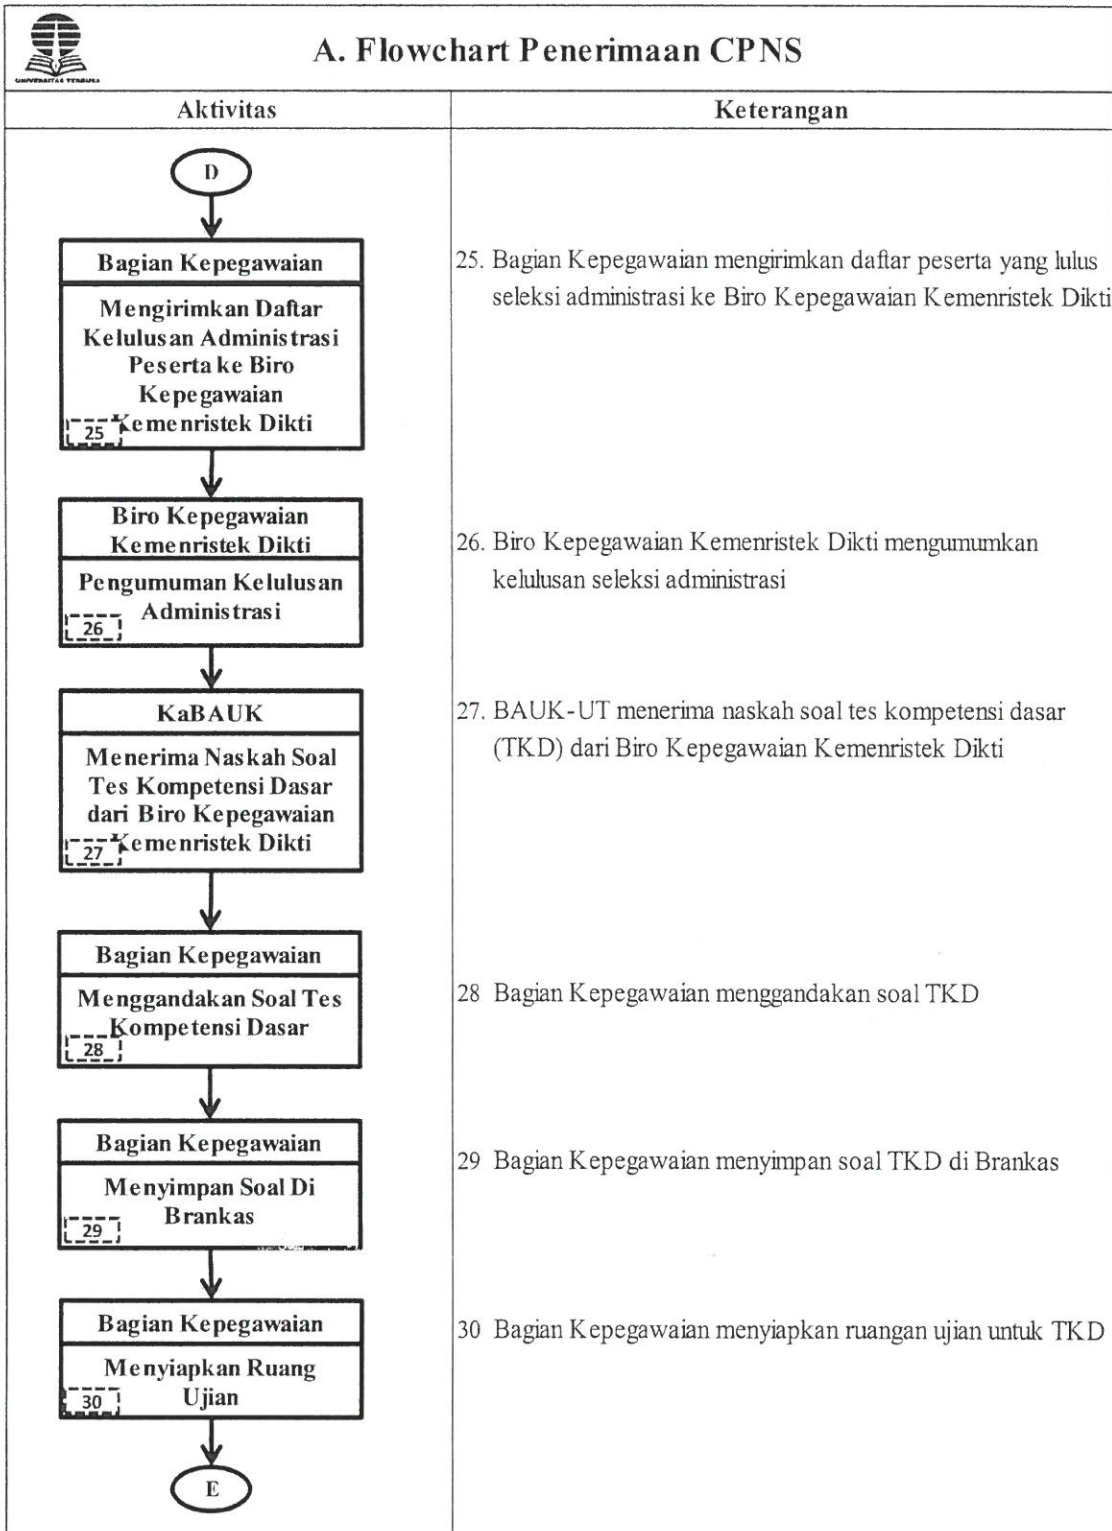 UNIVERSITAS TERBUKA
A. Flowchart Penerimaan CPNS
Aktivitas
Keterangan
D
Bagian Kepegawaian
Mengirimkan Daftar
Kelulusan Administrasi
Peserta ke Biro
Kepegawaian
Kemenristek Dikti
25
25. Bagian Kepegawaian mengirimkan daftar peserta yang lulus
seleksi administrasi ke Biro Kepegawaian Kemenristek Dikti
Biro Kepegawaian
Kemenristek Dikti
Pengumuman Kelulusan
Administrasi
26
26. Biro Kepegawaian Kemenristek Dikti mengumumkan
kelulusan seleksi administrasi
KaBAUK
Menerima Naskah Soal
Tes Kompetensi Dasar
dari Biro Kepegawaian
Kemenristek Dikti
27
27. BAUK-UT menerima naskah soal tes kompetensi dasar
(TKD) dari Biro Kepegawaian Kemenristek Dikti
Bagian Kepegawaian
Menggandakan Soal Tes
Kompetensi Dasar
28
28 Bagian Kepegawaian menggandakan soal TKD
Bagian Kepegawaian
Menyimpan Soal Di
Brankas
29
29 Bagian Kepegawaian menyimpan soal TKD di Brankas
Bagian Kepegawaian
Menyiapkan Ruang
Ujian
30
30 Bagian Kepegawaian menyiapkan ruangan ujian untuk TKD
E